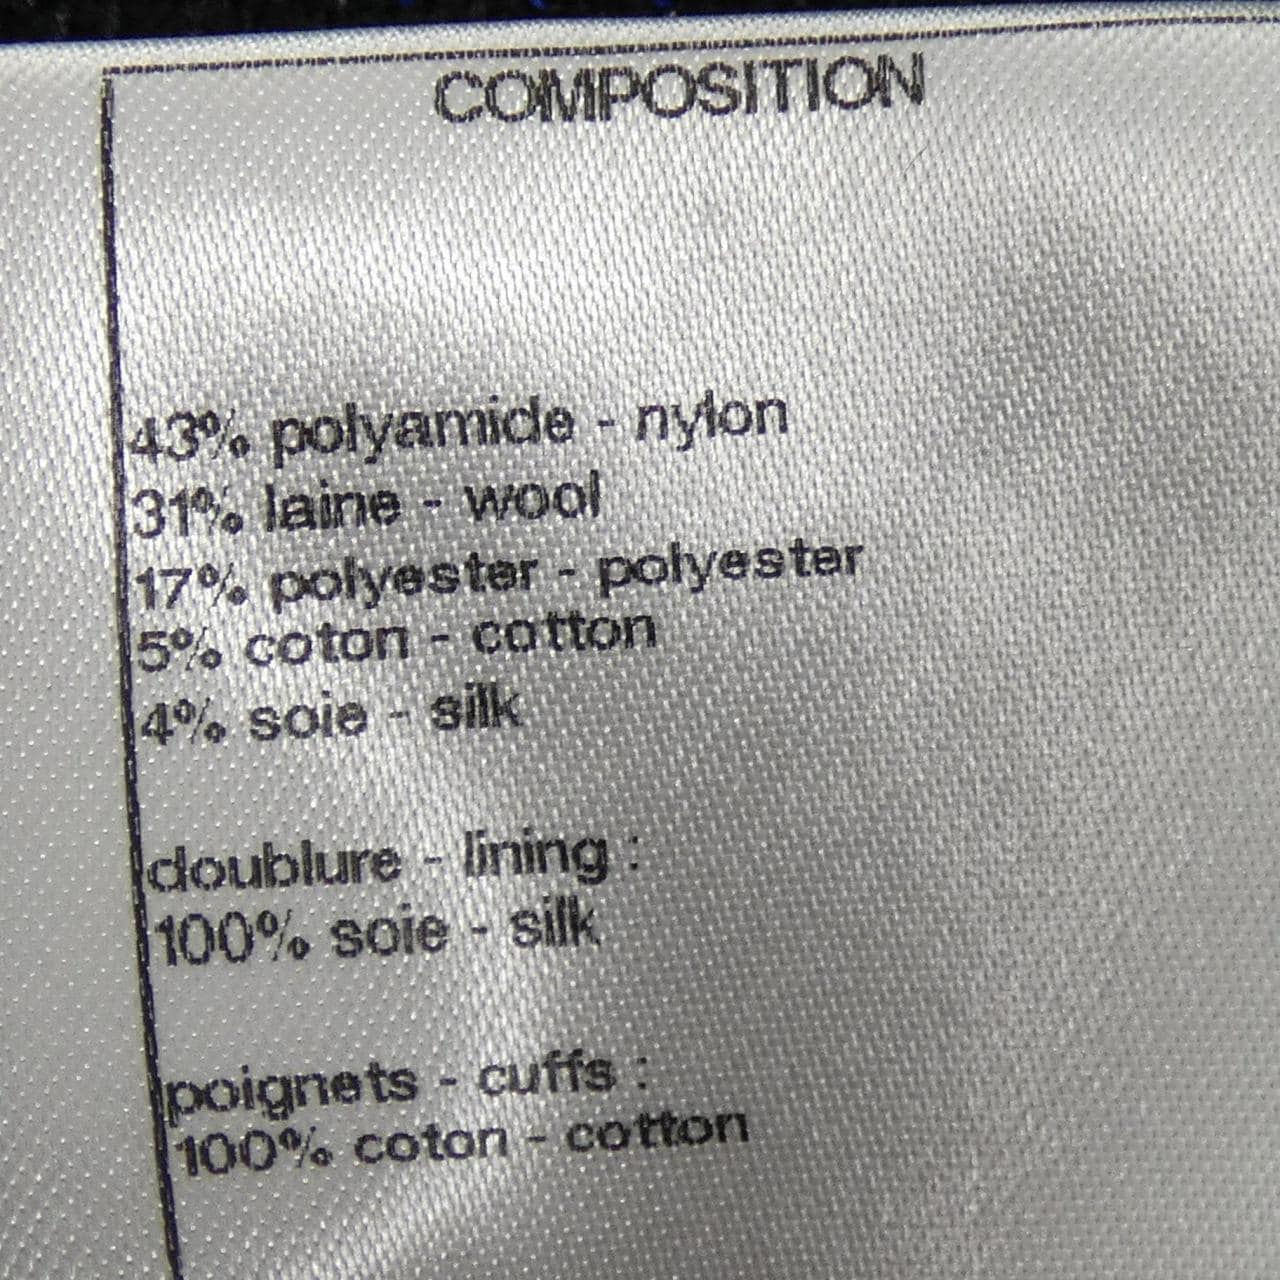 COMPOSITION
43% polyamide - nylon
31% laine - wool
17% polyester - polyester
5% coton - cotton
4% soie - silk
doublure - lining :
100% soie - silk
poignets - cuffs :
100% coton - cotton